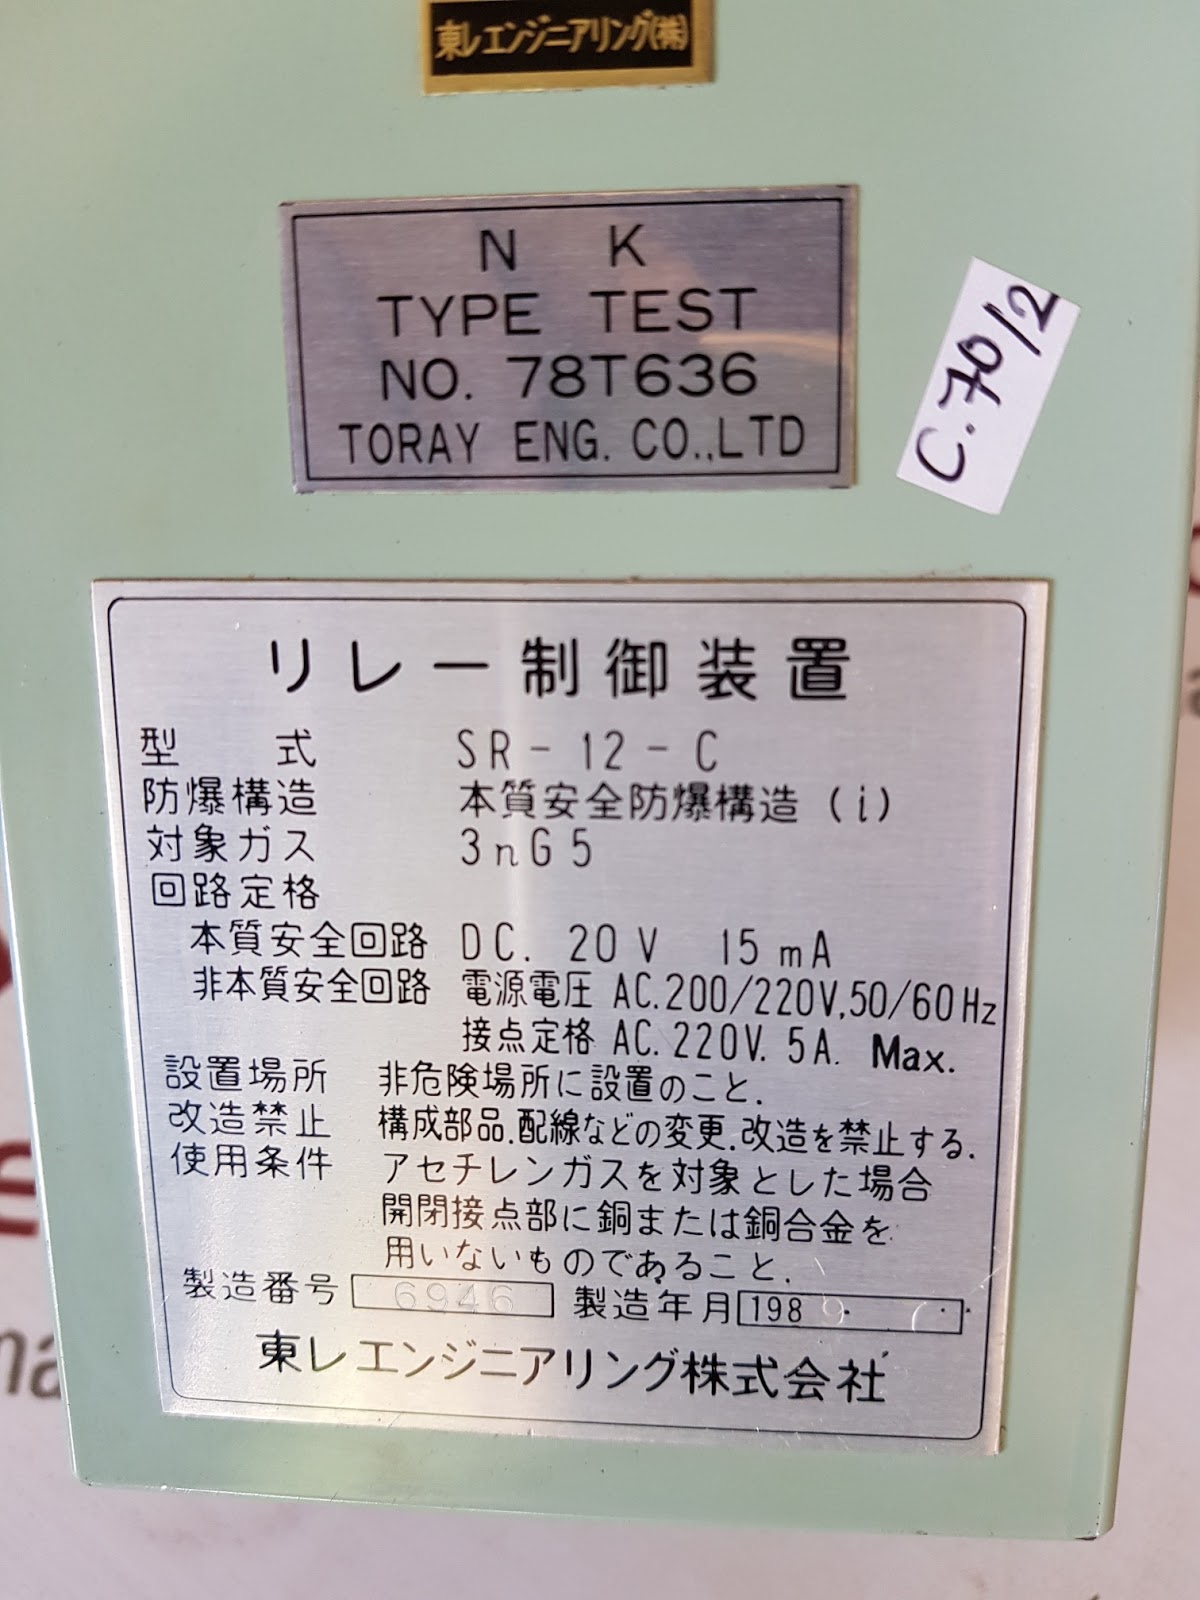 東レエンジニアリング(株)
N K
TYPE TEST
NO. 78T636
TORAY ENG. CO.,LTD
C.70/2
リレー制御装置
型 式 SR-12-C
防爆構造 本質安全防爆構造(i)
対象ガス 3nG5
回路定格
本質安全回路 DC. 20V 15mA
非本質安全回路 電源電圧 AC.200/220V,50/60Hz
接点定格 AC.220V. 5A. Max.
設置場所 非危険場所に設置のこと.
改造禁止 構成部品.配線などの変更.改造を禁止する.
使用条件 アセチレンガスを対象とした場合
開閉接点部に銅または銅合金を
用いないものであること.
製造番号 6946 製造年月 1989.
東レエンジニアリング株式会社